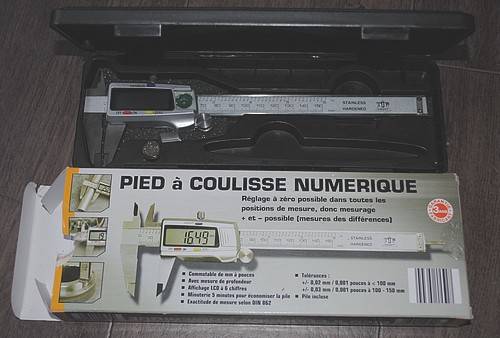 STAINLESS
HARDENED
PIED à COULISSE NUMERIQUE
Réglage à zéro possible dans toutes les
positions de mesure, donc mesurage
+ et – possible (mesures des différences)
16.49
STAINLESS
HARDENED
Commutable de mm à pouces
Avec mesure de profondeur
Affichage LCD à 6 chiffres
Minuterie 5 minutes pour économiser la pile
Exactitude de mesure selon DIN 862
Tolérances :
+/- 0,02 mm / 0,001 pouces à < 100 mm
+/- 0,03 mm / 0,001 pouces à 100 - 150 mm
Pile incluse